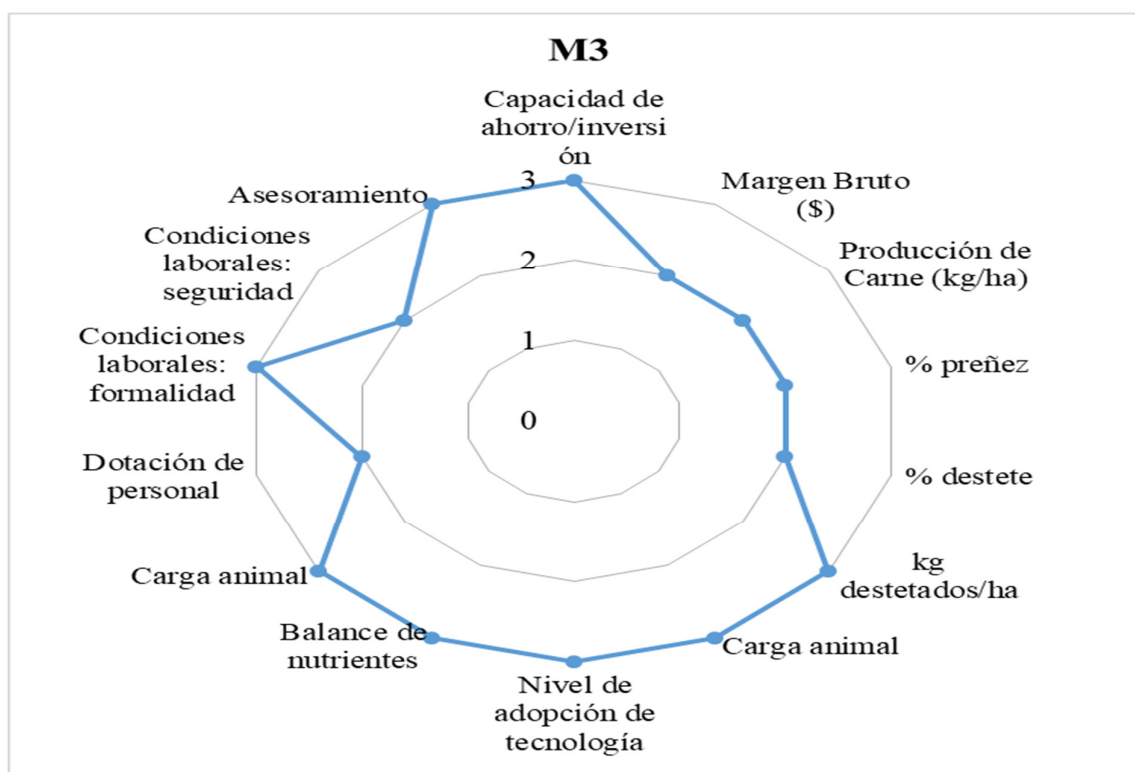 M3
Capacidad de
ahorro/inversi
ón
Margen Bruto
($)
Producción de
Carne (kg/ha)
% preñez
% destete
kg
destetados/ha
Carga animal
Nivel de
adopción de
tecnología
Balance de
nutrientes
Carga animal
Dotación de
personal
Condiciones
laborales:
formalidad
Condiciones
laborales:
seguridad
Asesoramiento
3
2
1
0